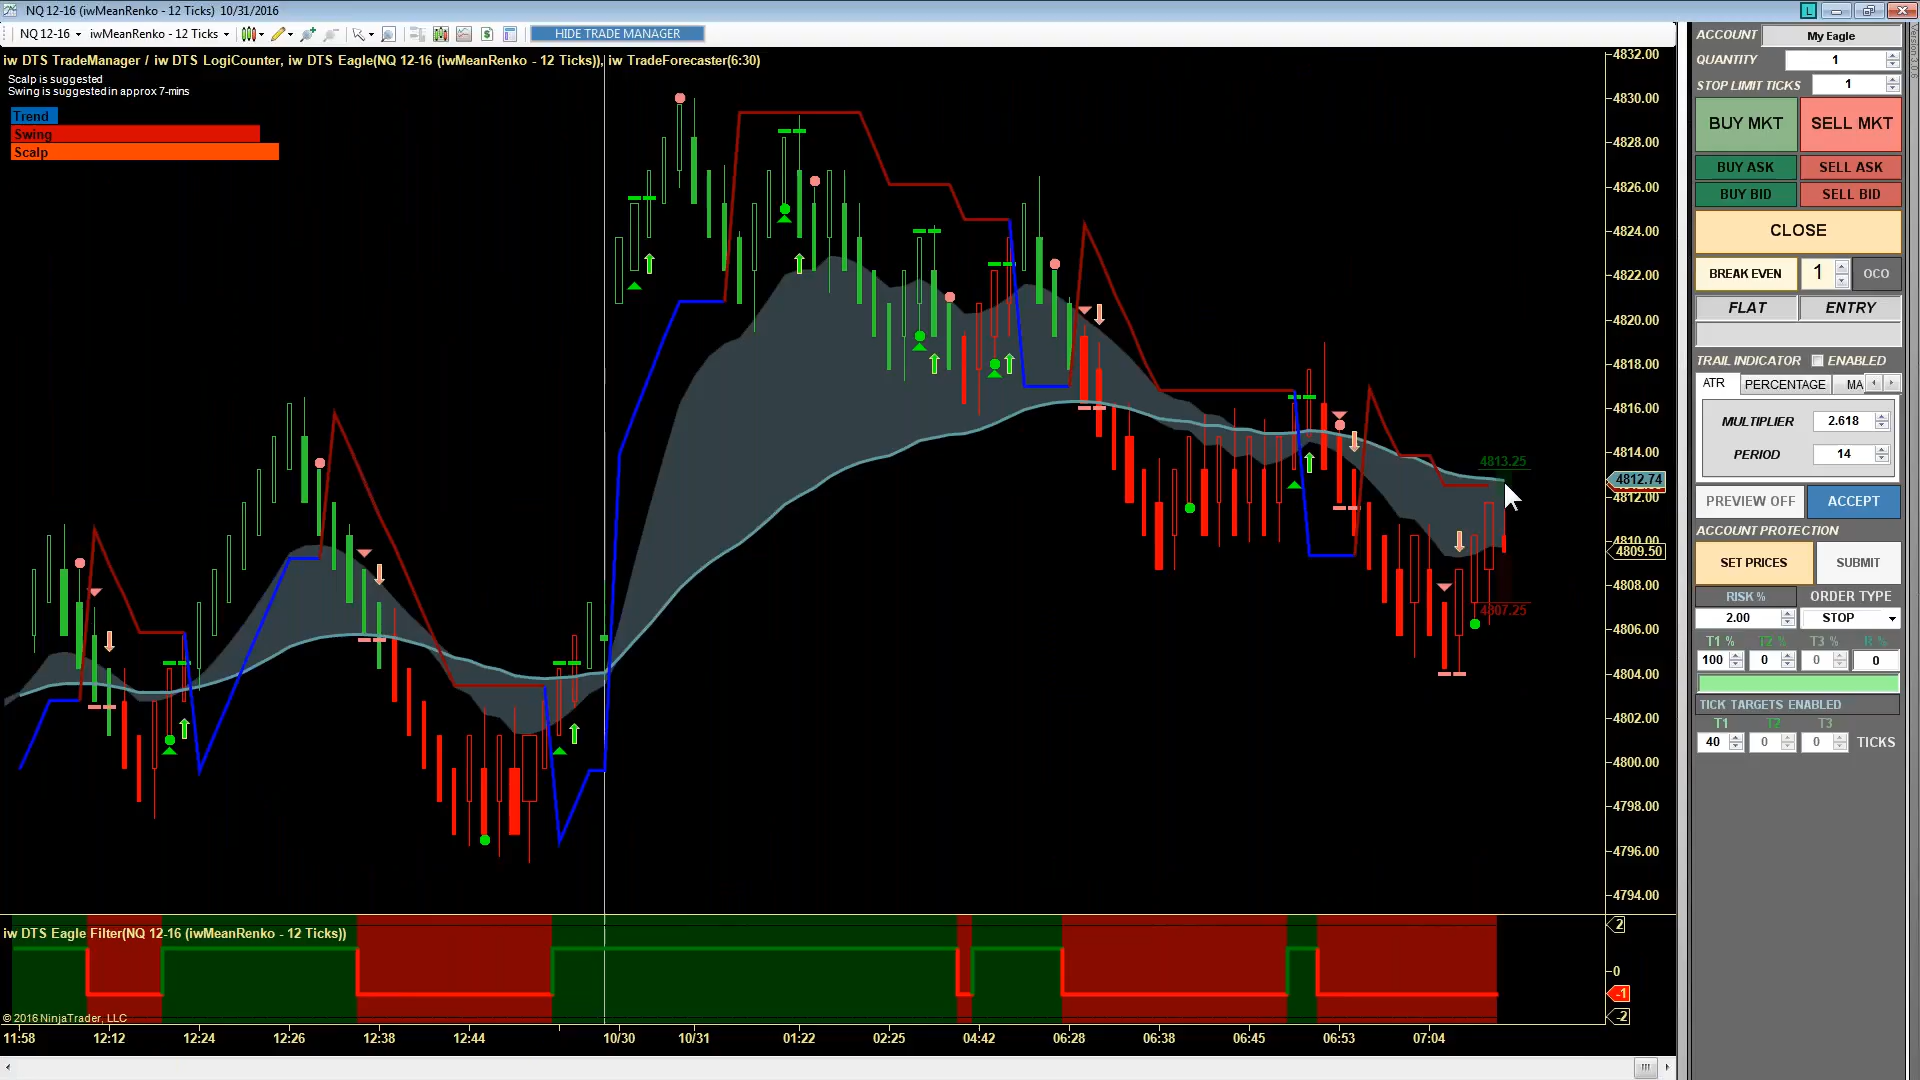 NQ 12-16 (iwMeanRenko - 12 Ticks) 10/31/2016
L
NQ 12-16 iwMeanRenko - 12 Ticks HIDE TRADE MANAGER
iw DTS TradeManager / iw DTS LogiCounter, iw DTS Eagle(NQ 12-16 (iwMeanRenko - 12 Ticks)), iw TradeForecaster(6:30)
Scalp is suggested
Swing is suggested in approx 7-mins
Trend
Swing
Scalp
4832.00
4830.00
4828.00
4826.00
4824.00
4822.00
4820.00
4818.00
4816.00
4814.00
4813.25
4812.74
4812.00
4810.00
4809.50
4808.00
4807.25
4806.00
4804.00
4802.00
4800.00
4798.00
4796.00
4794.00
iw DTS Eagle Filter(NQ 12-16 (iwMeanRenko - 12 Ticks))
2
0
-1
-2
© 2016 NinjaTrader, LLC
11:58 12:12 12:24 12:26 12:38 12:44 10/30 10/31 01:22 02:25 04:42 06:28 06:38 06:45 06:53 07:04
ACCOUNT My Eagle
QUANTITY 1
STOP LIMIT TICKS 1
BUY MKT SELL MKT
BUY ASK SELL ASK
BUY BID SELL BID
CLOSE
BREAK EVEN 1 OCO
FLAT ENTRY
TRAIL INDICATOR ENABLED
ATR PERCENTAGE MA
MULTIPLIER 2.618
PERIOD 14
PREVIEW OFF ACCEPT
ACCOUNT PROTECTION
SET PRICES SUBMIT
RISK % ORDER TYPE
2.00 STOP
T1 % T2 % T3 % R %
100 0 0 0
TICK TARGETS ENABLED
T1 T2 T3
40 0 0 TICKS